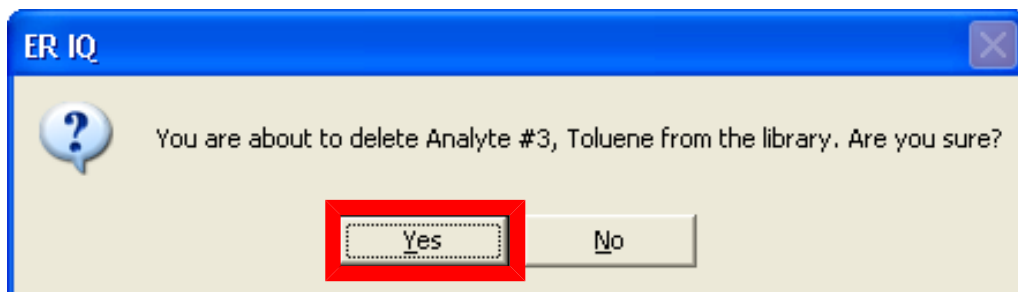 ER IQ
You are about to delete Analyte #3, Toluene from the library. Are you sure?
Yes
No